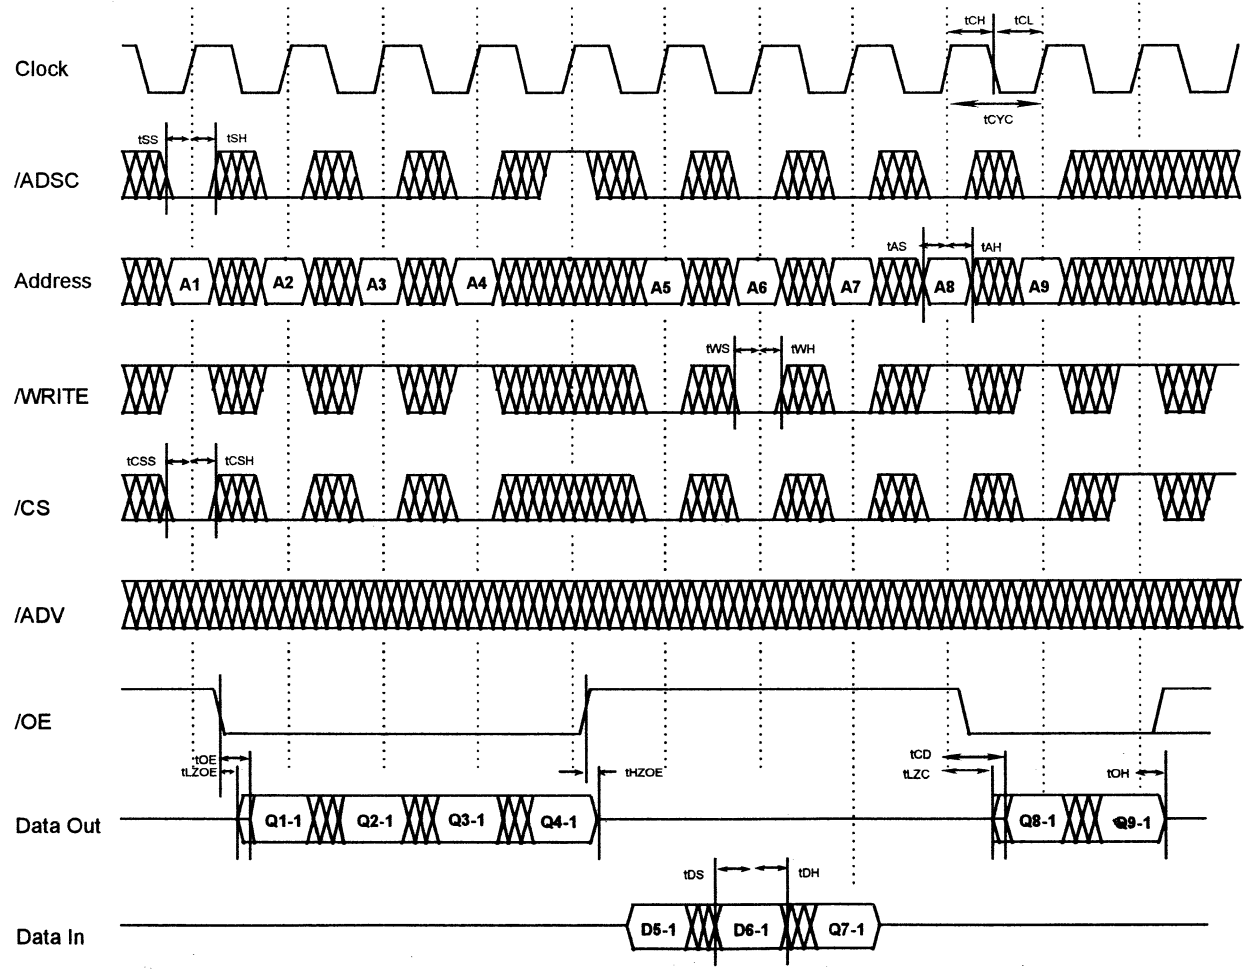 tCH tCL
Clock
tCYC
tSS tSH
/ADSC
tAS tAH
Address A1 A2 A3 A4 A5 A6 A7 A8 A9
tWS tWH
/WRITE
tCSS tCSH
/CS
/ADV
/OE
tOE tCD
tLZOE tHZOE tLZC tOH
Data Out Q1-1 Q2-1 Q3-1 Q4-1 Q8-1 Q9-1
tDS tDH
Data In D5-1 D6-1 Q7-1